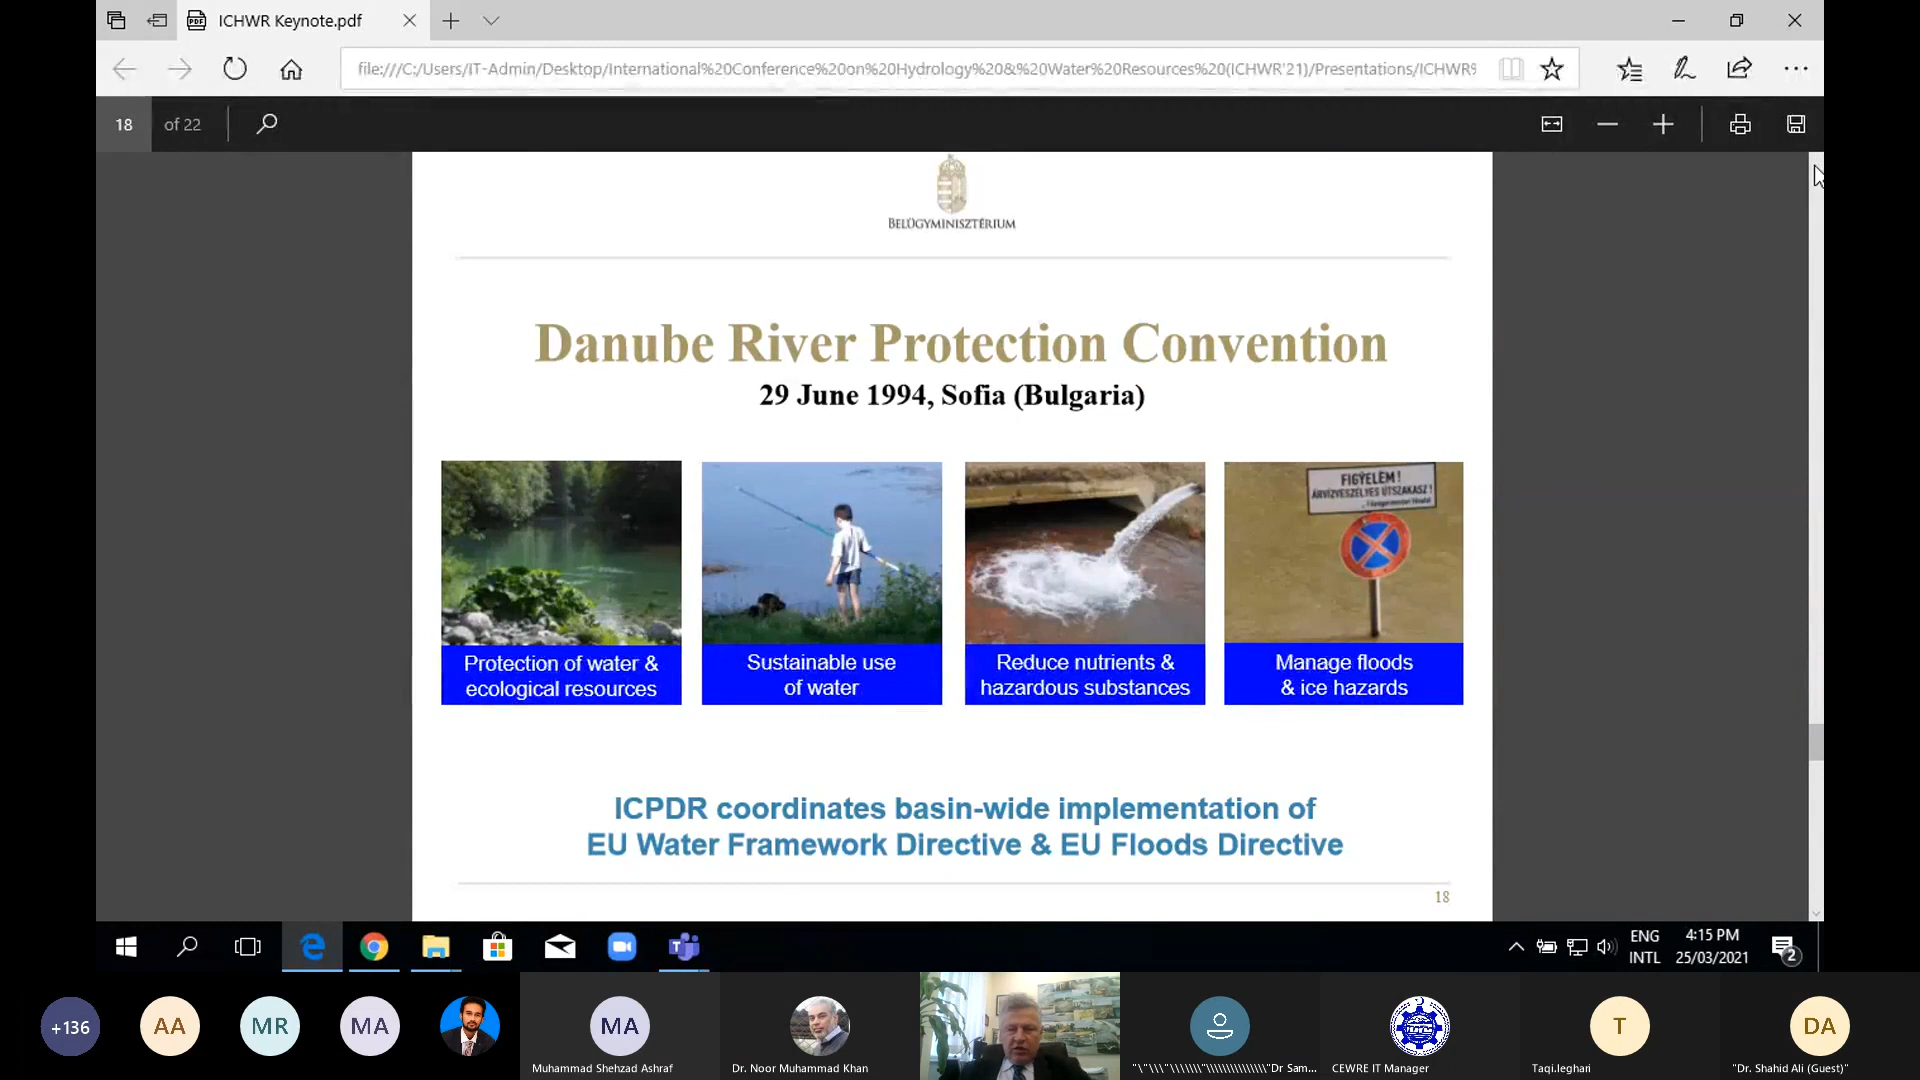 ICHWR Keynote.pdf
file:///C:/Users/IT-Admin/Desktop/International%20Conference%20on%20Hydrology%20&%20Water%20Resources%20(ICHWR'21)/Presentations/ICHWR%
18 of 22
BELÜGYMINISZTÉRIUM
Danube River Protection Convention
29 June 1994, Sofia (Bulgaria)
FIGYELEM!
ÁRVÍZVESZÉLYES ÚTSZAKASZ!
Protection of water &
ecological resources
Sustainable use
of water
Reduce nutrients &
hazardous substances
Manage floods
& ice hazards
ICPDR coordinates basin-wide implementation of
EU Water Framework Directive & EU Floods Directive
18
ENG
INTL
4:15 PM
25/03/2021
2
+136
AA
MR
MA
MA
T
DA
Muhammad Shehzad Ashraf
Dr. Noor Muhammad Khan
"\"\\\"\\\\\\\"\\\\\\\\\\\\\\\"Dr Sam...
CEWRE IT Manager
Taqi.leghari
"Dr. Shahid Ali (Guest)"